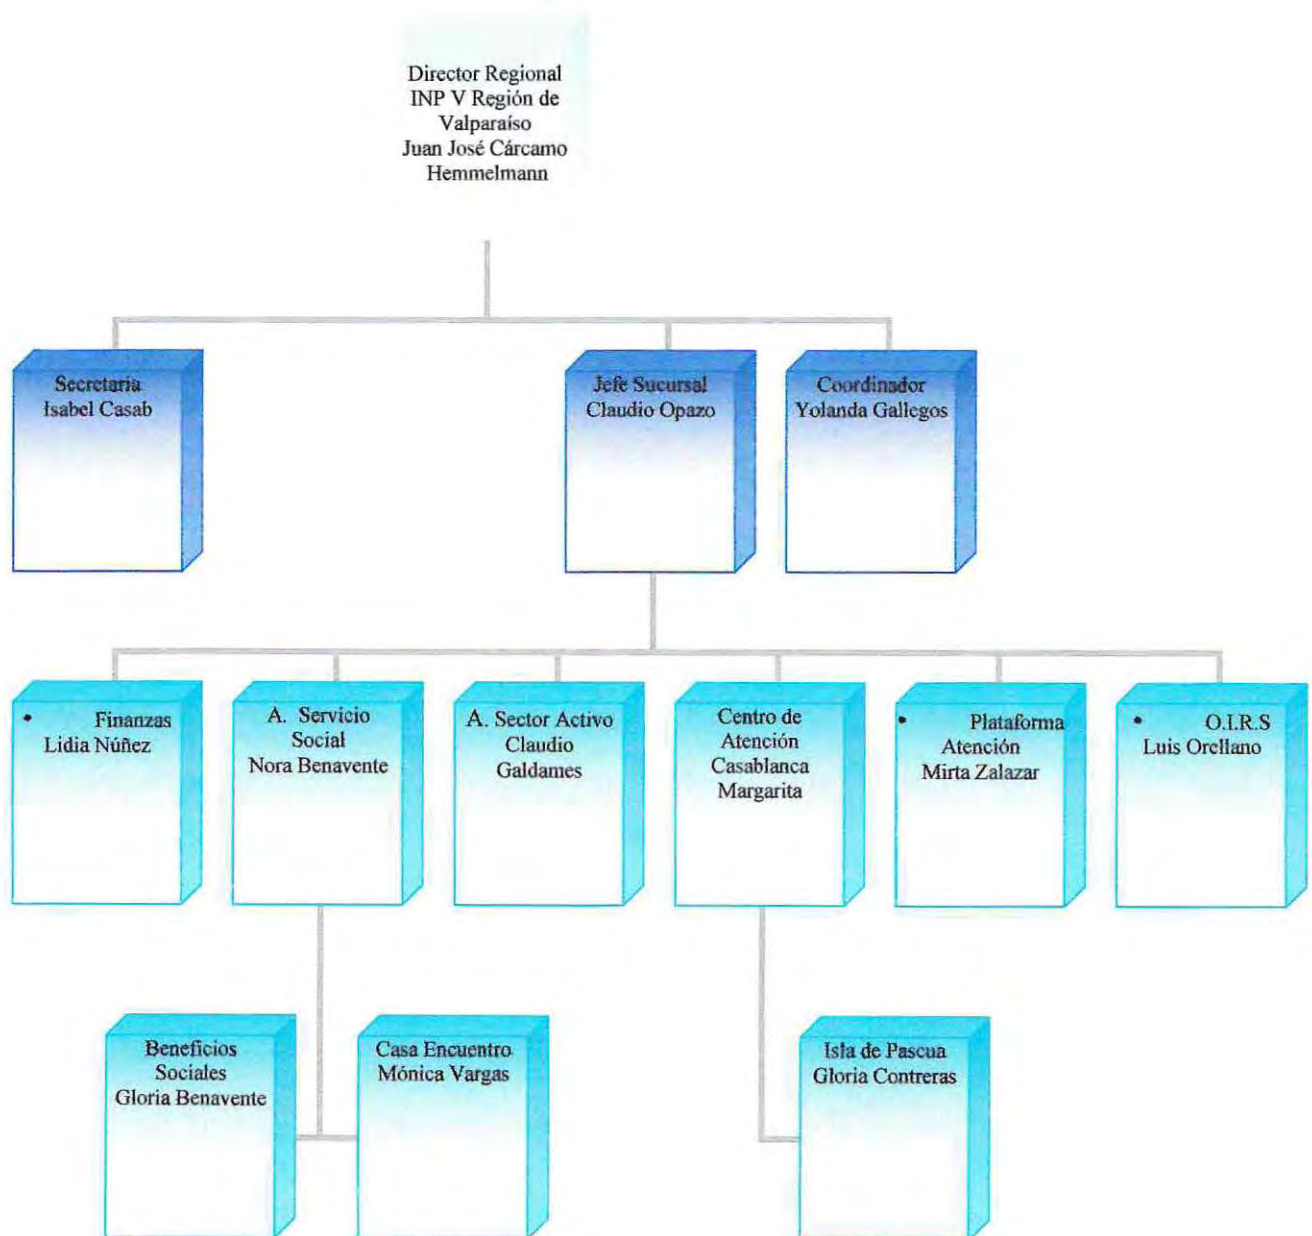 Director Regional
INP V Región de
Valparaíso
Juan José Cárcamo
Hemmelmann
Secretaria
Isabel Casab
Jefe Sucursal
Claudio Opazo
Coordinador
Yolanda Gallegos
• Finanzas
Lidia Núñez
A. Servicio
Social
Nora Benavente
A. Sector Activo
Claudio
Galdames
Centro de
Atención
Casablanca
Margarita
• Plataforma
Atención
Mirta Zalazar
• O.I.R.S
Luis Orellano
Beneficios
Sociales
Gloria Benavente
Casa Encuentro
Mónica Vargas
Isla de Pascua
Gloria Contreras